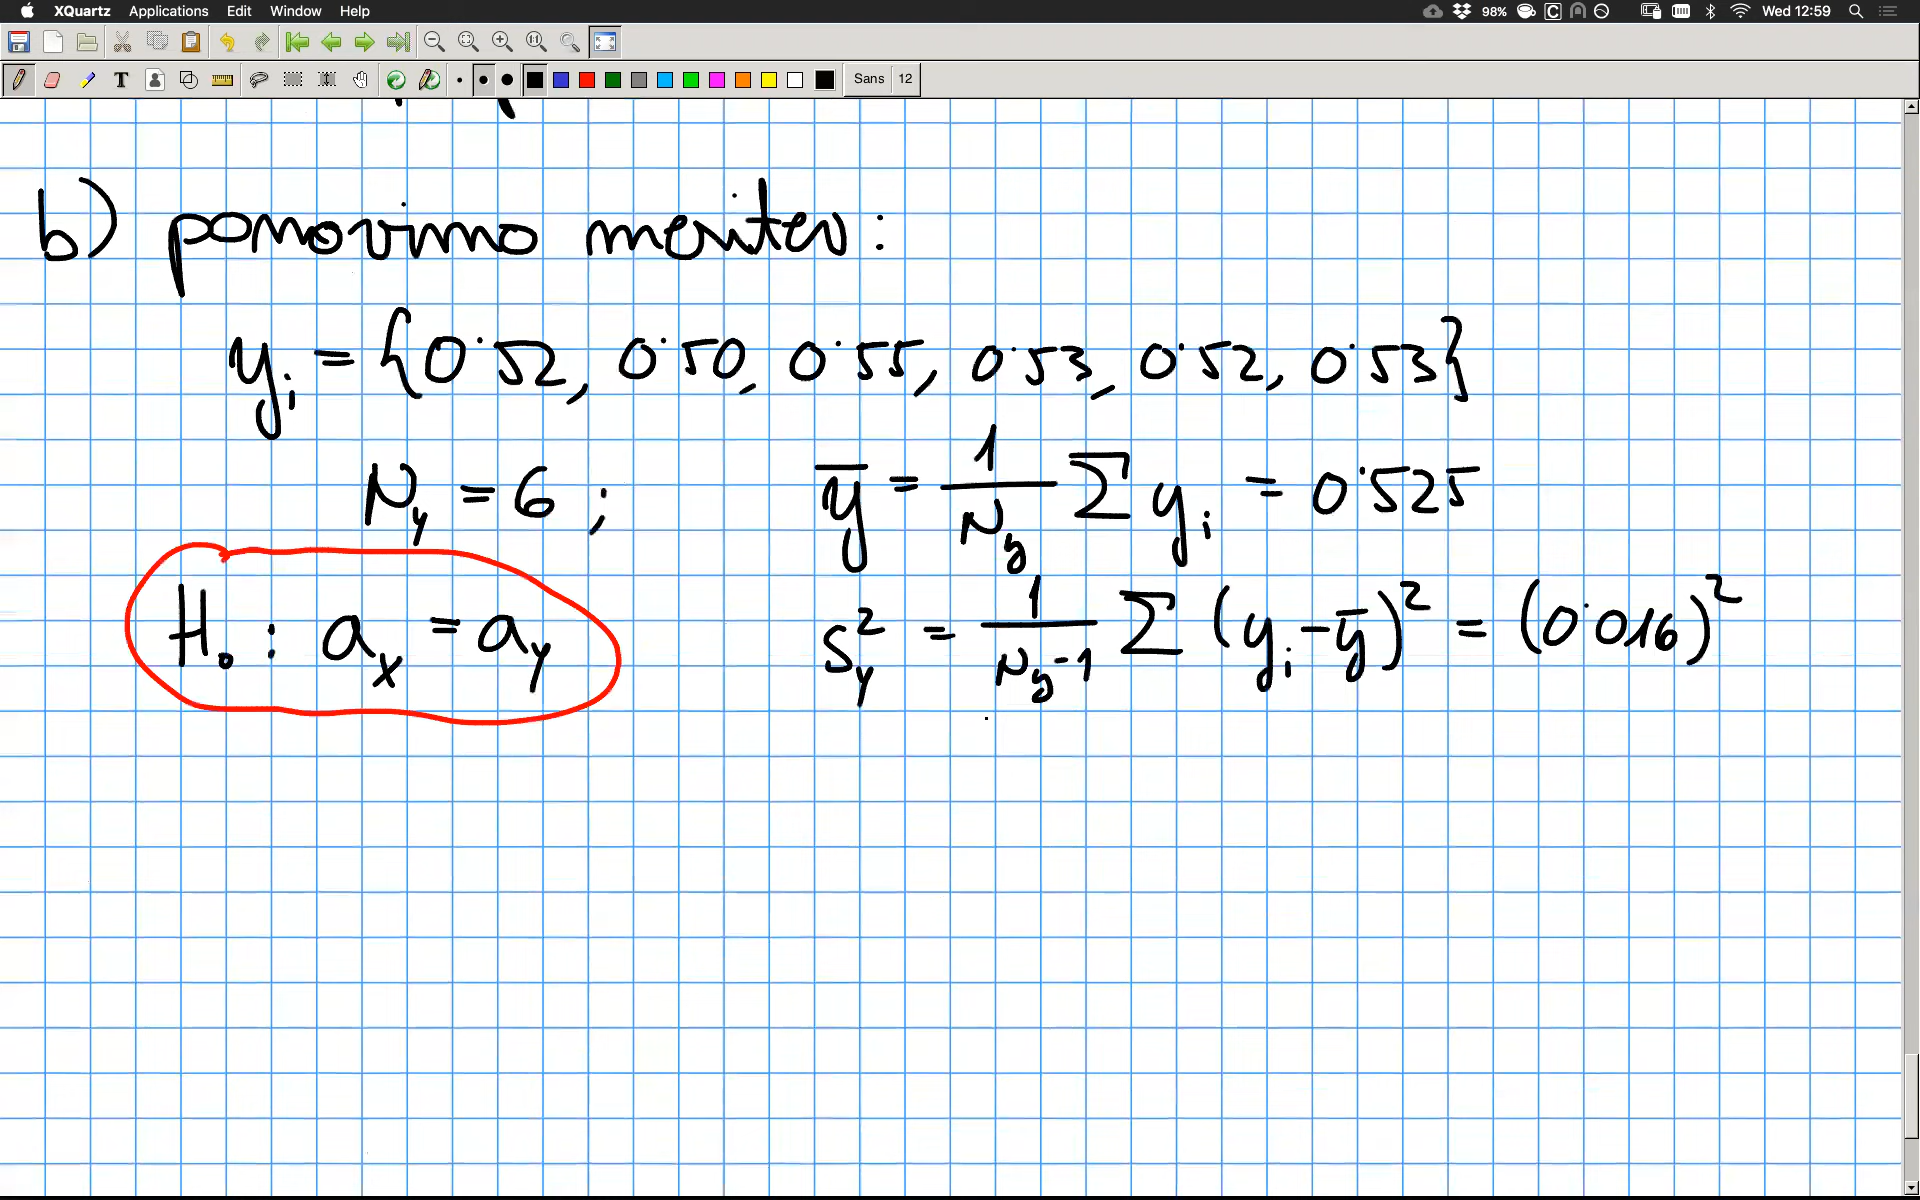 XQuartz Applications Edit Window Help 98% Wed 12:59
Sans 12
b) ponovimo meritev:
y_i = {0.52, 0.50, 0.55, 0.53, 0.52, 0.53}
N_y = 6 ; ȳ = 1/N_y Σ y_i = 0.525
H_0 : a_x = a_y s_y^2 = 1/(N_y-1) Σ (y_i - ȳ)^2 = (0.016)^2